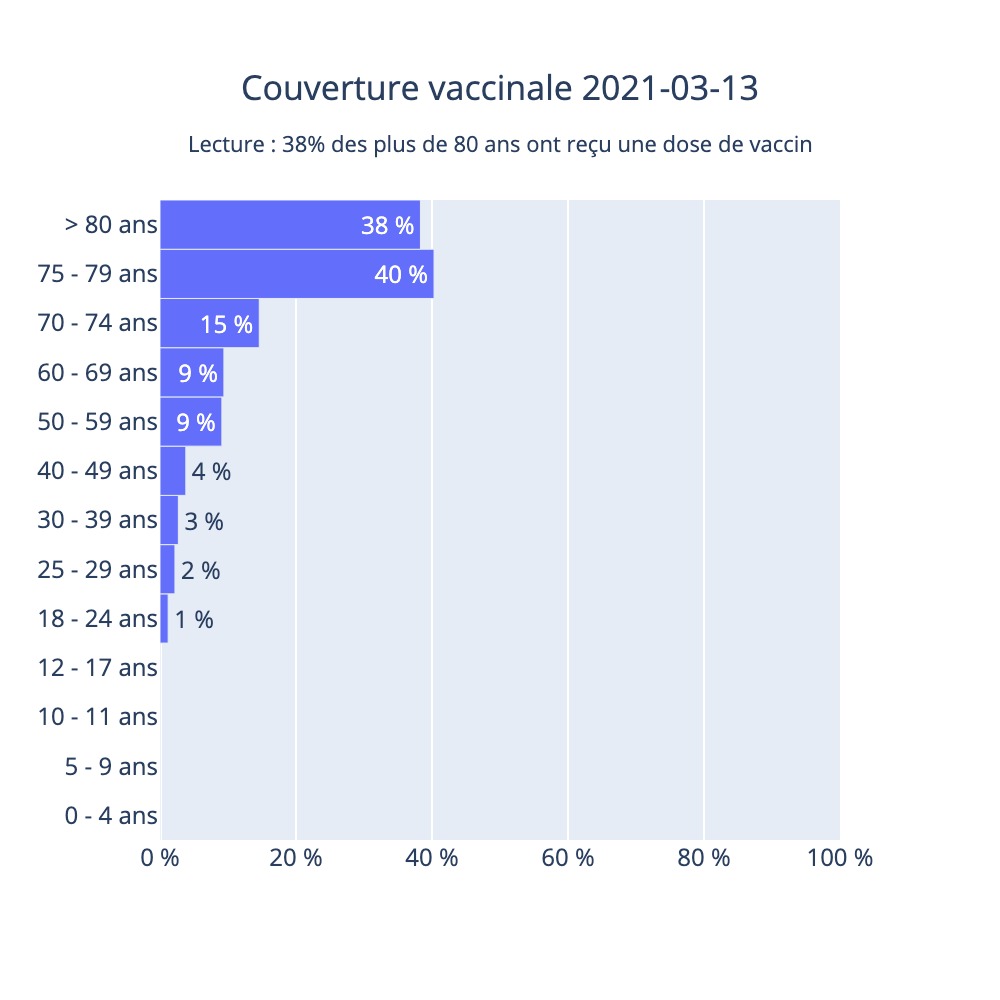 Couverture vaccinale 2021-03-13
Lecture : 38% des plus de 80 ans ont reçu une dose de vaccin
> 80 ans 38 %
75 - 79 ans 40 %
70 - 74 ans 15 %
60 - 69 ans 9 %
50 - 59 ans 9 %
40 - 49 ans 4 %
30 - 39 ans 3 %
25 - 29 ans 2 %
18 - 24 ans 1 %
12 - 17 ans
10 - 11 ans
5 - 9 ans
0 - 4 ans
0 % 20 % 40 % 60 % 80 % 100 %